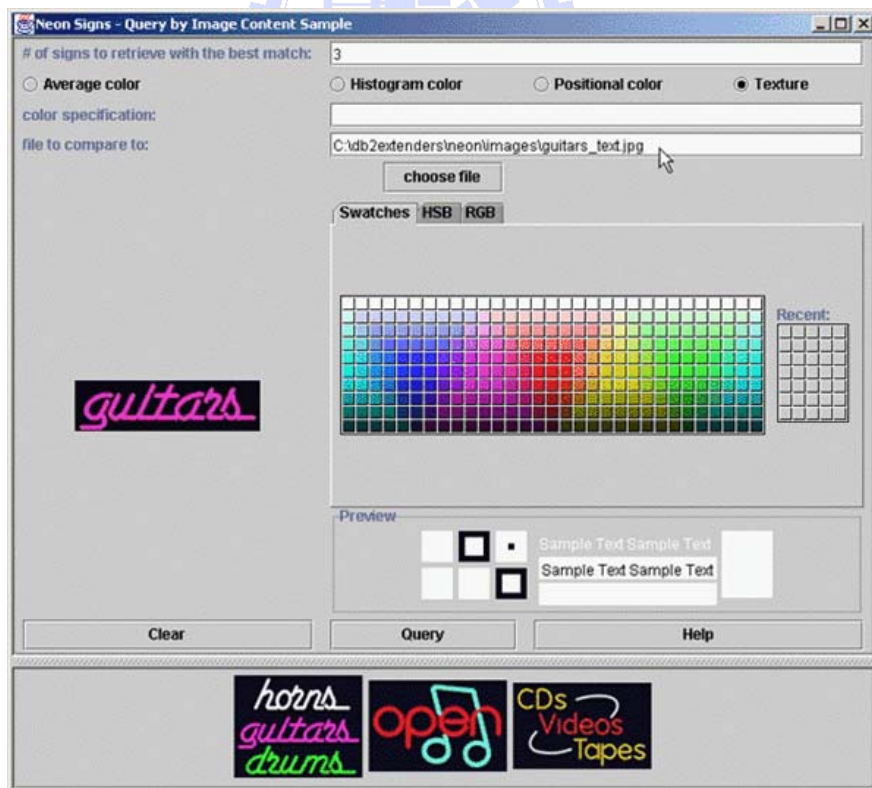 Neon Signs - Query by Image Content Sample
# of signs to retrieve with the best match: 3
Average color Histogram color Positional color Texture
color specification:
file to compare to: C:\db2extenders\neon\images\guitars_text.jpg
choose file
Swatches HSB RGB
Recent:
guitars
Preview
Sample Text Sample Text
Sample Text Sample Text
Clear Query Help
horns
guitars
drums
open
CDs
Videos
Tapes